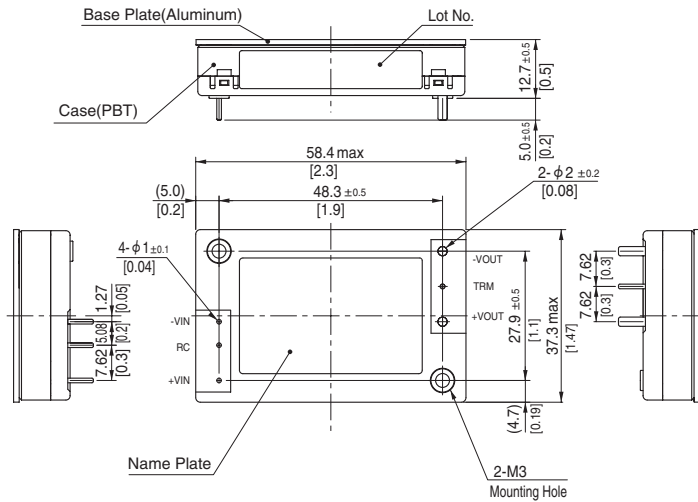 Base Plate(Aluminum)
Lot No.
Case(PBT)
12.7 ±0.5
[0.5]
5.0±0.5
[0.2]
58.4 max
[2.3]
(5.0)
[0.2]
48.3 ±0.5
[1.9]
2-φ2 ±0.2
[0.08]
4-φ1±0.1
[0.04]
-VOUT
TRM
+VOUT
-VIN
RC
+VIN
1.27
[0.05]
5.08
[0.2]
7.62
[0.3]
27.9 ±0.5
[1.1]
37.3 max
[1.47]
7.62
[0.3]
7.62
[0.3]
(4.7)
[0.19]
Name Plate
2-M3
Mounting Hole